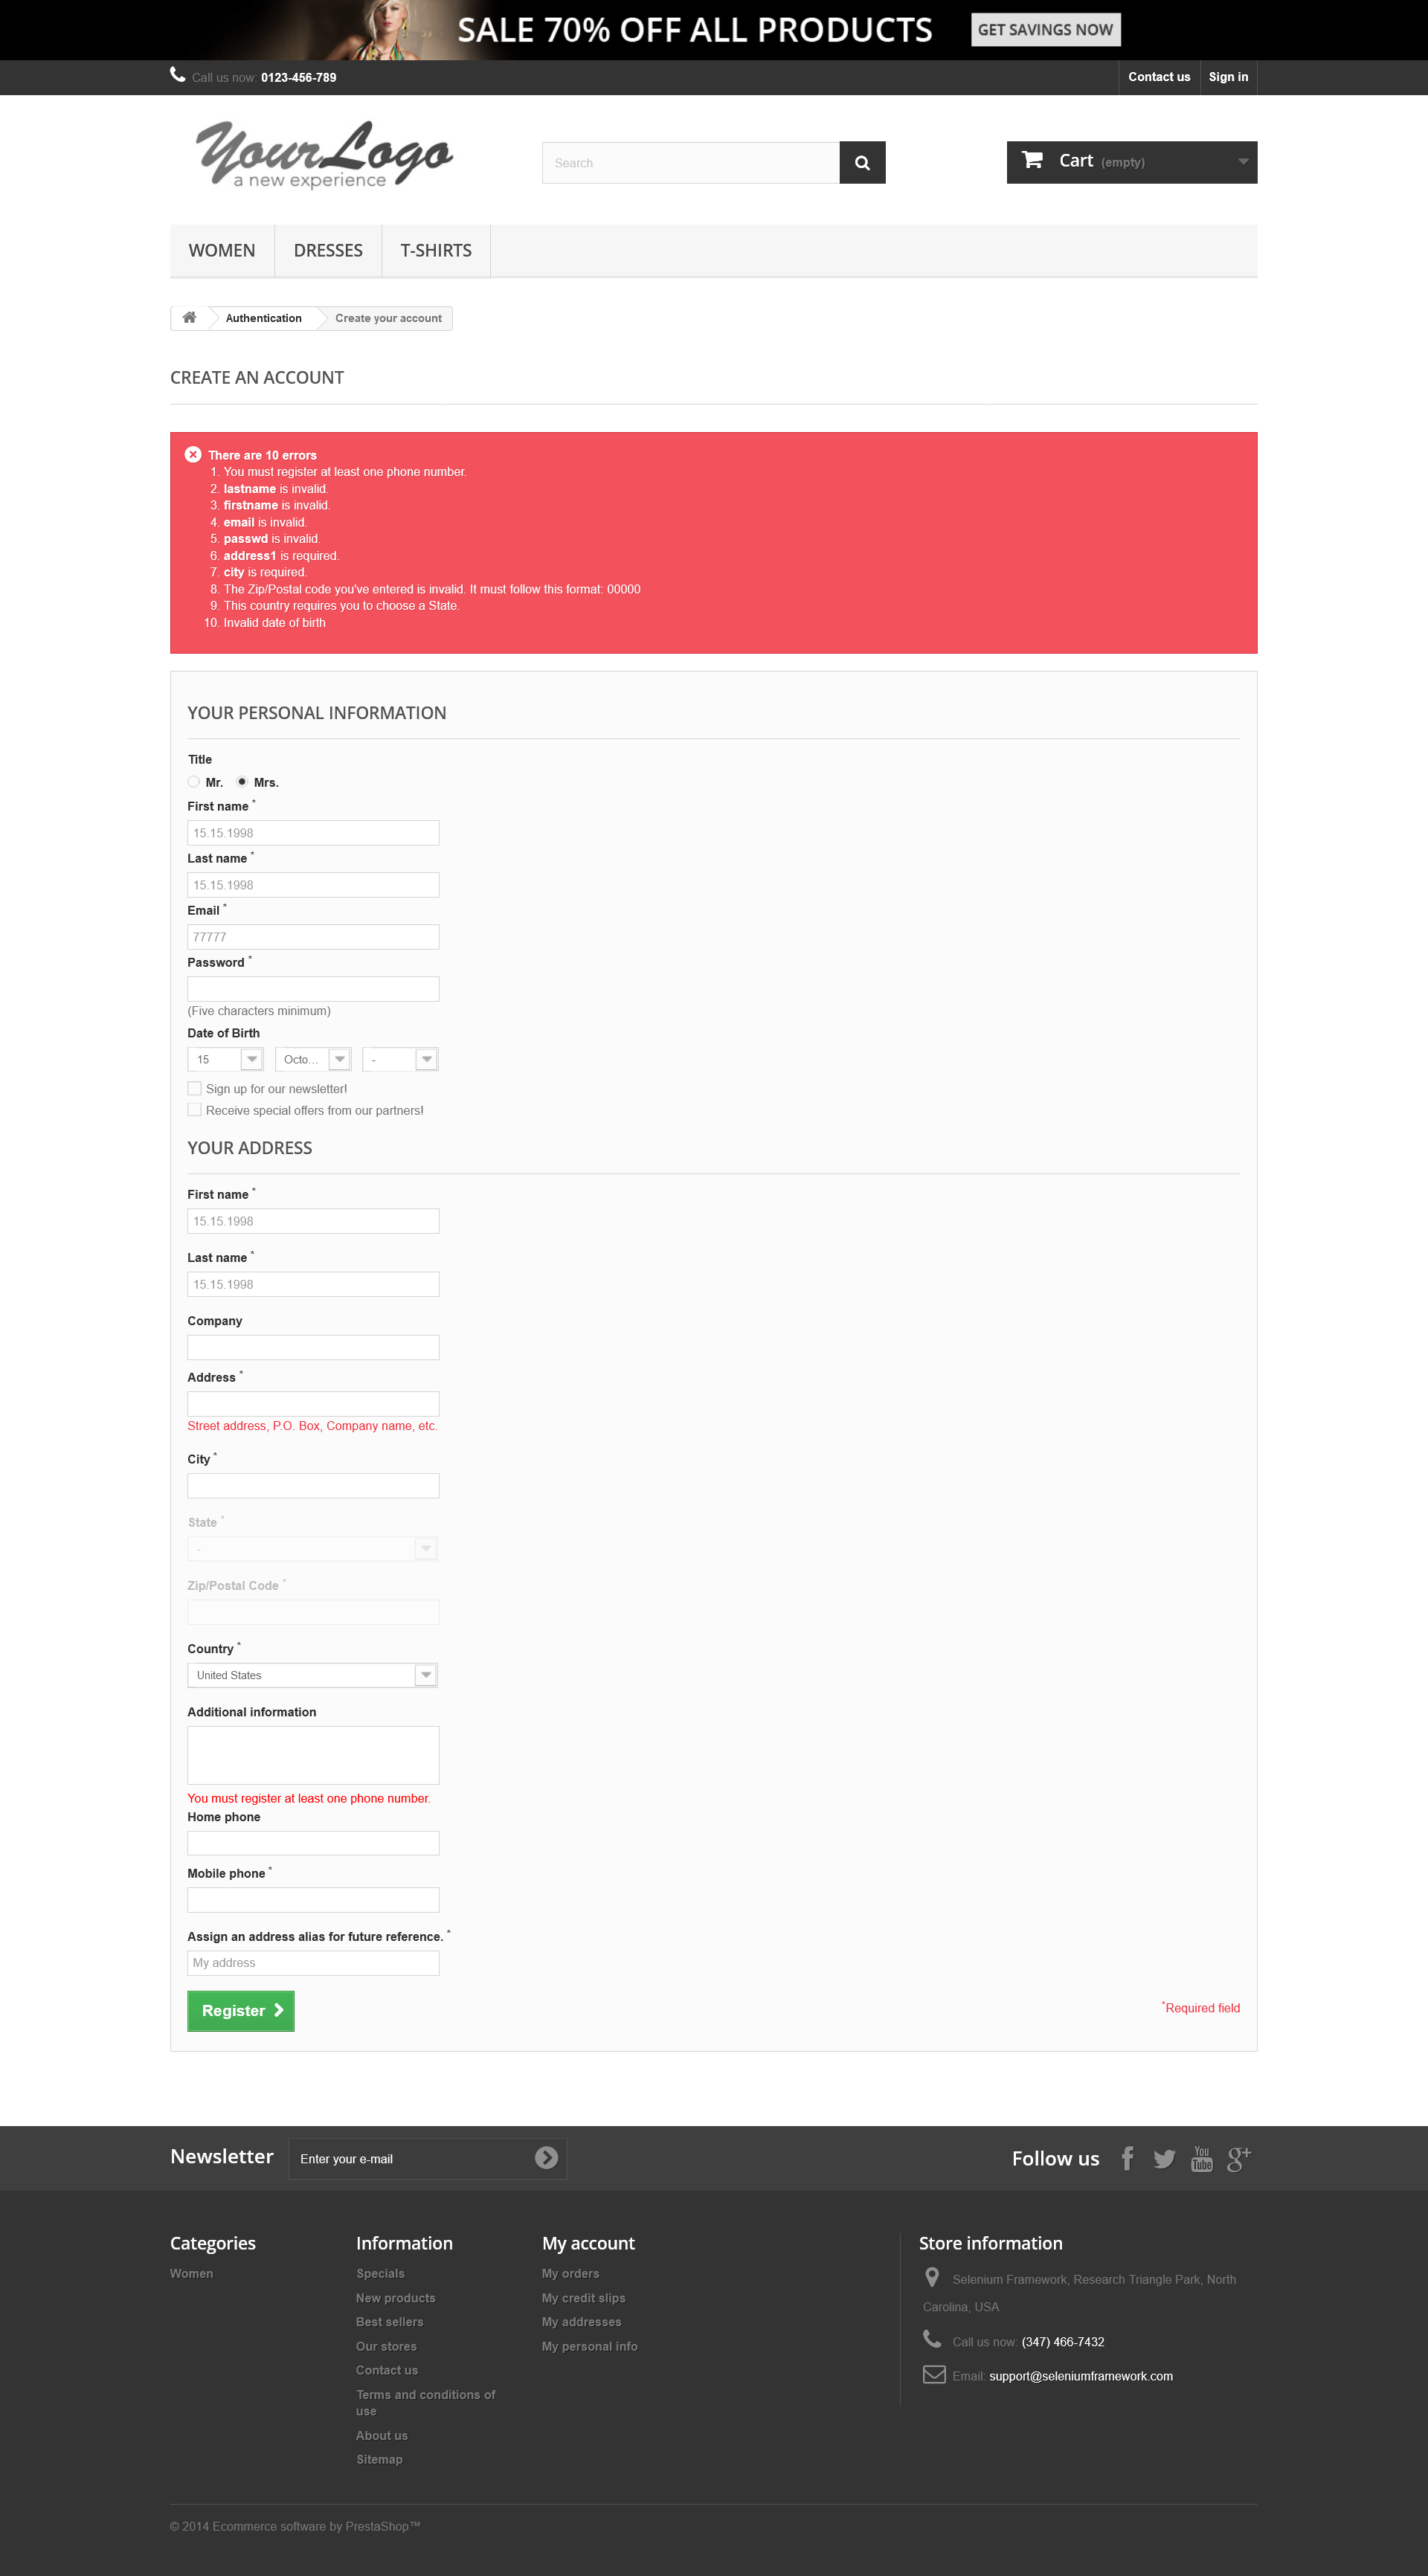 SALE 70% OFF ALL PRODUCTS GET SAVINGS NOW
Call us now: 0123-456-789 Contact us Sign in
Your Logo
a new experience
Search
Cart (empty)
WOMEN DRESSES T-SHIRTS
Authentication Create your account
CREATE AN ACCOUNT
There are 10 errors
1. You must register at least one phone number.
2. lastname is invalid.
3. firstname is invalid.
4. email is invalid.
5. passwd is invalid.
6. address1 is required.
7. city is required.
8. The Zip/Postal code you've entered is invalid. It must follow this format: 00000
9. This country requires you to choose a State.
10. Invalid date of birth
YOUR PERSONAL INFORMATION
Title
Mr. Mrs.
First name *
15.15.1998
Last name *
15.15.1998
Email *
77777
Password *
(Five characters minimum)
Date of Birth
15 Octo... -
Sign up for our newsletter!
Receive special offers from our partners!
YOUR ADDRESS
First name *
15.15.1998
Last name *
15.15.1998
Company
Address *
Street address, P.O. Box, Company name, etc.
City *
State *
-
Zip/Postal Code *
Country *
United States
Additional information
You must register at least one phone number.
Home phone
Mobile phone *
Assign an address alias for future reference. *
My address
Register
*Required field
Newsletter Enter your e-mail Follow us You Tube g+
Categories
Women
Information
Specials
New products
Best sellers
Our stores
Contact us
Terms and conditions of
use
About us
Sitemap
My account
My orders
My credit slips
My addresses
My personal info
Store information
Selenium Framework, Research Triangle Park, North
Carolina, USA
Call us now: (347) 466-7432
Email: support@seleniumframework.com
© 2014 Ecommerce software by PrestaShop™